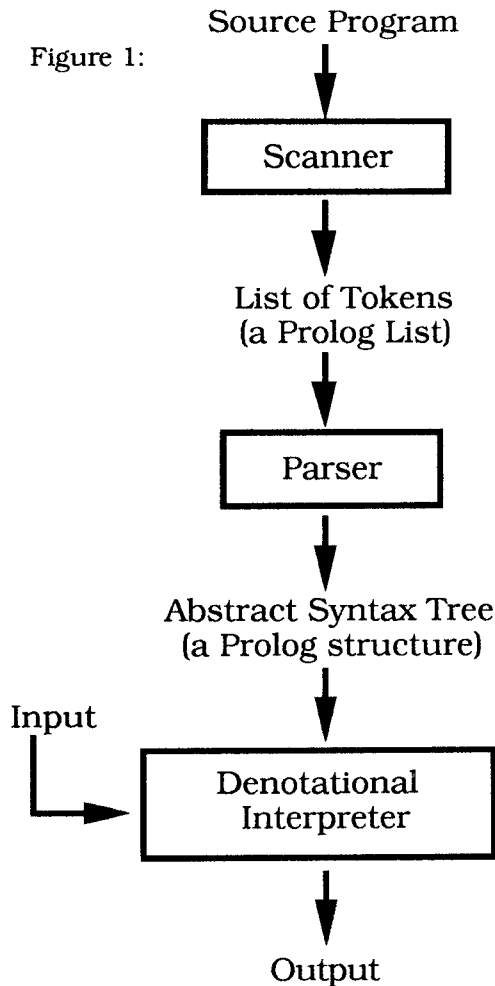 Source Program
Figure 1:
Scanner
List of Tokens
(a Prolog List)
Parser
Abstract Syntax Tree
(a Prolog structure)
Input
Denotational
Interpreter
Output